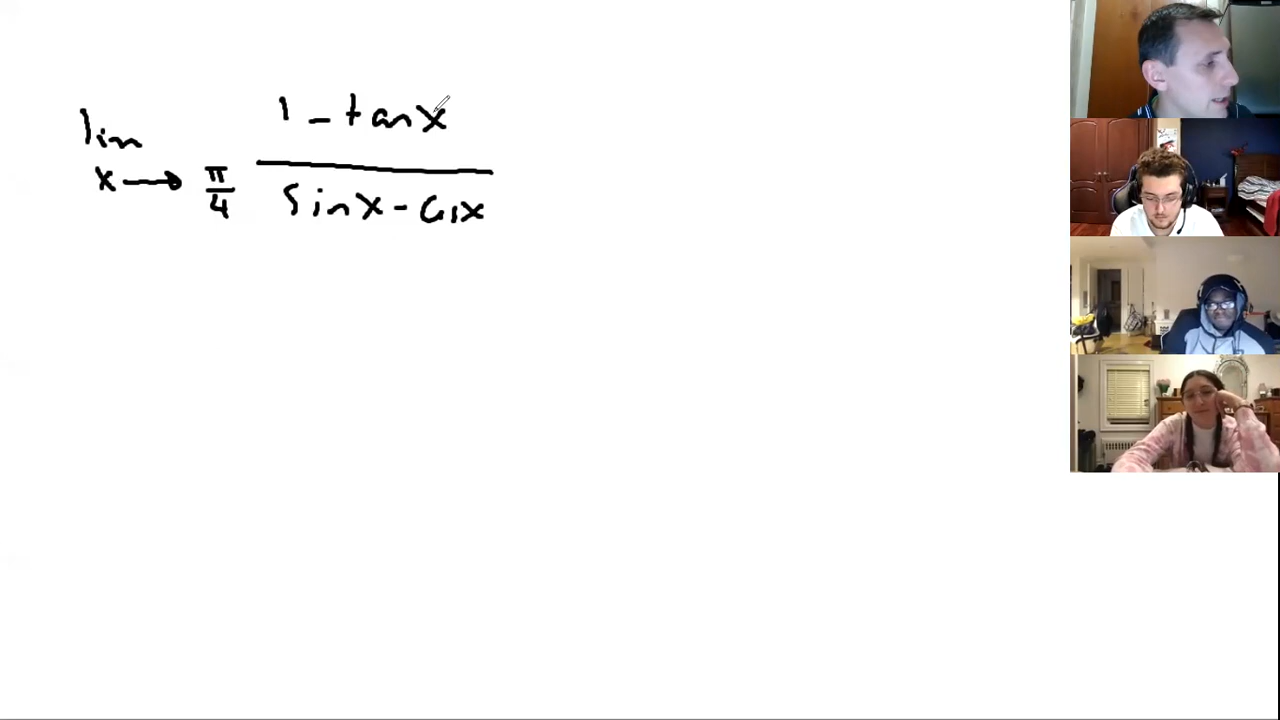 lim 1 - tanx
x → π/4 sinx - cosx